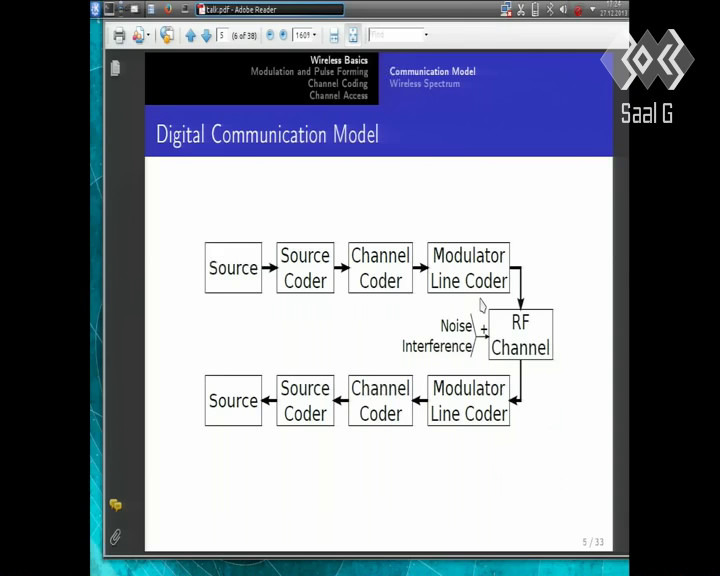 talk.pdf - Adobe Reader
17:24
27.12.2013
5
(6 of 38)
160%
Find
Wireless Basics
Modulation and Pulse Forming
Channel Coding
Channel Access
Communication Model
Wireless Spectrum
Saal G
Digital Communication Model
Source
Source
Coder
Channel
Coder
Modulator
Line Coder
Noise
Interference
+
RF
Channel
Source
Source
Coder
Channel
Coder
Modulator
Line Coder
5 / 33